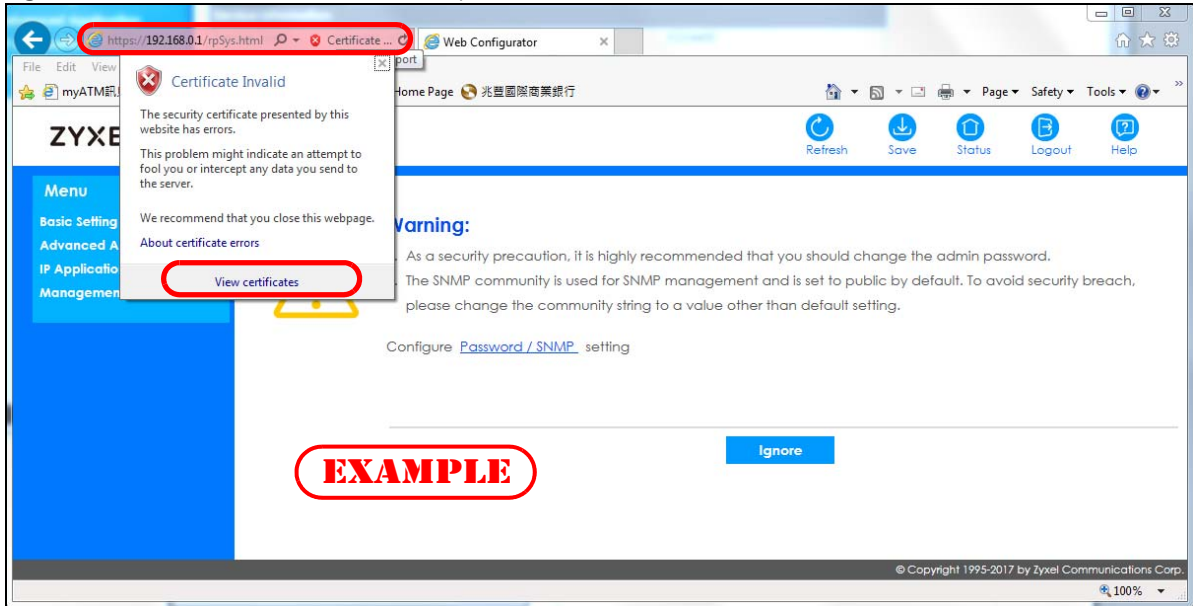 https://192.168.0.1/rpSys.html
Certificate ...
Web Configurator
port
File Edit View
myATM訊
Home Page
兆豐國際商業銀行
Page Safety Tools
Certificate Invalid
The security certificate presented by this
website has errors.
This problem might indicate an attempt to
fool you or intercept any data you send to
the server.
We recommend that you close this webpage.
About certificate errors
View certificates
ZYXE
Refresh Save Status Logout Help
Menu
Basic Setting
Advanced A
IP Applicatio
Managemen
Warning:
As a security precaution, it is highly recommended that you should change the admin password.
The SNMP community is used for SNMP management and is set to public by default. To avoid security breach,
please change the community string to a value other than default setting.
Configure Password / SNMP setting
Ignore
EXAMPLE
© Copyright 1995-2017 by Zyxel Communications Corp.
100%